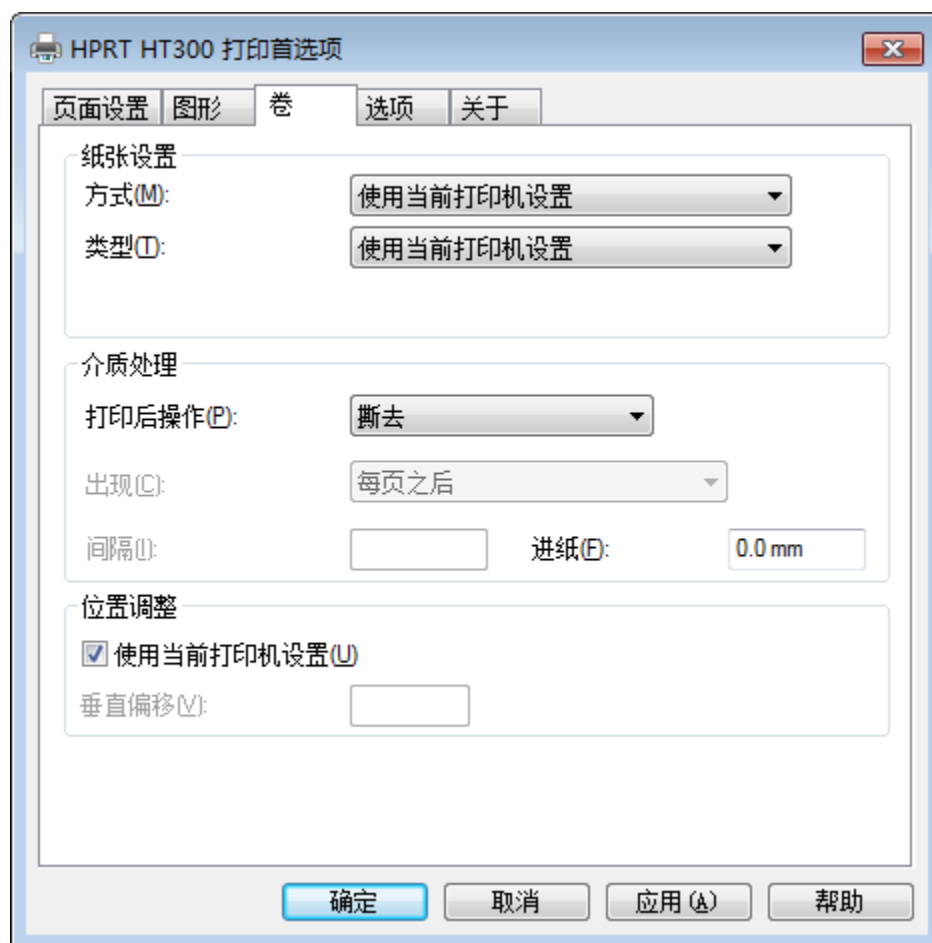 HPRT HT300 打印首选项
页面设置 图形 卷 选项 关于
纸张设置
方式(M): 使用当前打印机设置
类型(T): 使用当前打印机设置
介质处理
打印后操作(P): 撕去
出现(C): 每页之后
间隔(I): 进纸(F): 0.0 mm
位置调整
使用当前打印机设置(U)
垂直偏移(V):
确定 取消 应用(A) 帮助